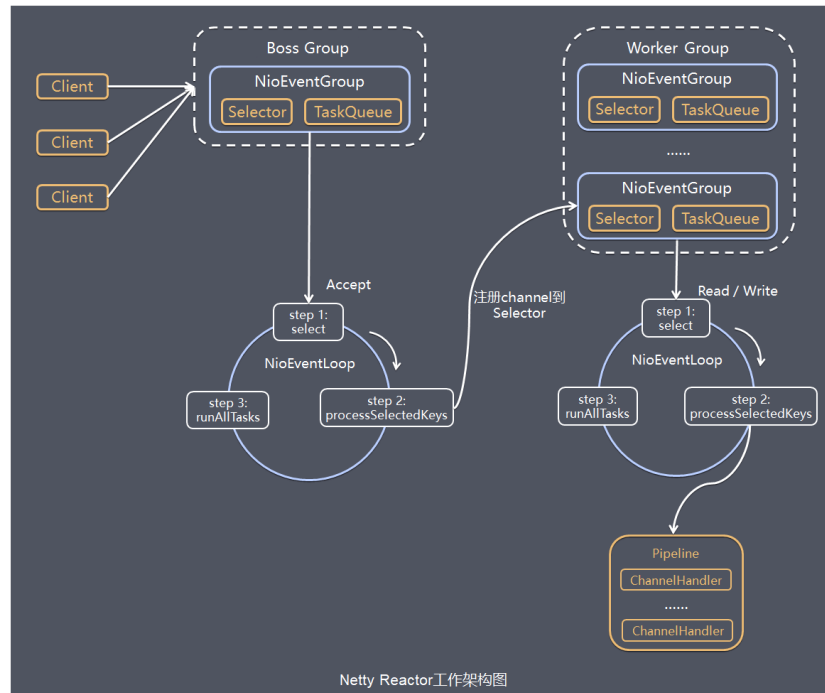 Boss Group
NioEventGroup
Selector
TaskQueue
Client
Client
Client
Worker Group
NioEventGroup
Selector
TaskQueue
......
NioEventGroup
Selector
TaskQueue
Accept
step 1:
select
NioEventLoop
step 2:
processSelectedKeys
step 3:
runAllTasks
注册channel到
Selector
Read / Write
step 1:
select
NioEventLoop
step 2:
processSelectedKeys
step 3:
runAllTasks
Pipeline
ChannelHandler
......
ChannelHandler
Netty Reactor工作架构图